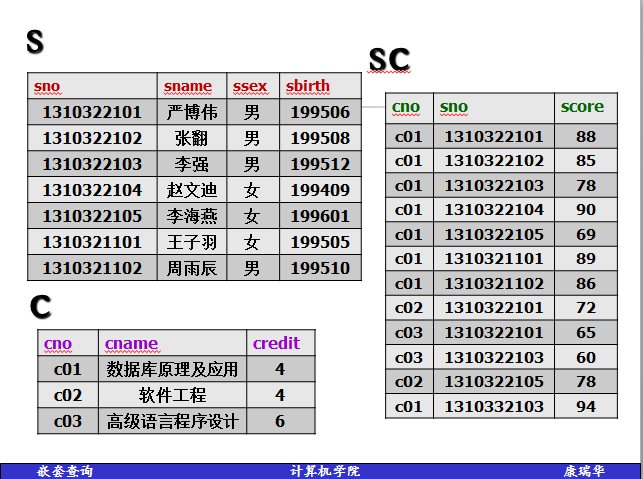 S
sno sname ssex sbirth
1310322101 严博伟 男 199506
1310322102 张翻 男 199508
1310322103 李强 男 199512
1310322104 赵文迪 女 199409
1310322105 李海燕 女 199601
1310321101 王子羽 女 199505
1310321102 周雨辰 男 199510
SC
cno sno score
c01 1310322101 88
c01 1310322102 85
c01 1310322103 78
c01 1310322104 90
c01 1310322105 69
c01 1310321101 89
c01 1310321102 86
c02 1310322101 72
c03 1310322101 65
c03 1310322103 60
c02 1310322105 78
c01 1310332103 94
C
cno cname credit
c01 数据库原理及应用 4
c02 软件工程 4
c03 高级语言程序设计 6
嵌套查询 计算机学院 康瑞华